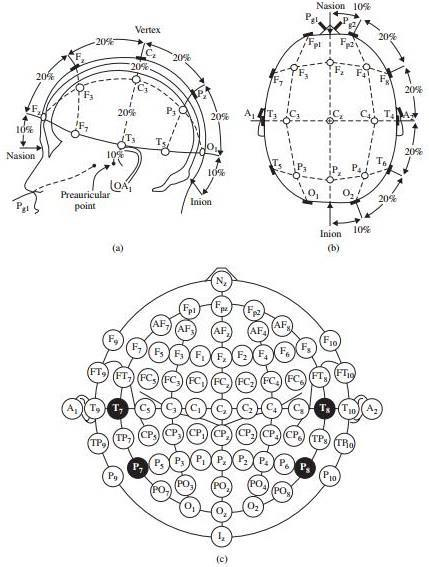 Vertex
20%
20%
Fz
Cz
20%
20%
20%
20%
F3
C3
Pz
Fz
20%
P3
20%
10%
F7
T3
T5
O1
Nasion
10%
10%
Preauricular
point
OA1
Inion
Pg1
(a)
Nasion
10%
Pg1
Pg2
Fp1
Fp2
20%
F7
F3
Fz
F4
F8
20%
A1
T3
C3
Cz
C4
T4
A2
20%
T5
P3
Pz
P4
T6
20%
O1
O2
Inion
10%
(b)
Nz
Fp1 Fpz Fp2
AF7 AF3 AFz AF4 AF8
F9 F7 F5 F3 F1 Fz F2 F4 F6 F8 F10
FT9 FT7 FC5 FC3 FC1 FCz FC2 FC4 FC6 FT8 FT10
A1 T9 T7 C5 C3 C1 Cz C2 C4 C8 T8 T10 A2
TP9 TP7 CP5 CP3 CP1 CPz CP2 CP4 CP6 TP8 TP10
P9 P7 P5 P3 P1 Pz P2 P4 P6 P8 P10
PO7 PO3 POz PO4 PO8
O1 Oz O2
Iz
(c)